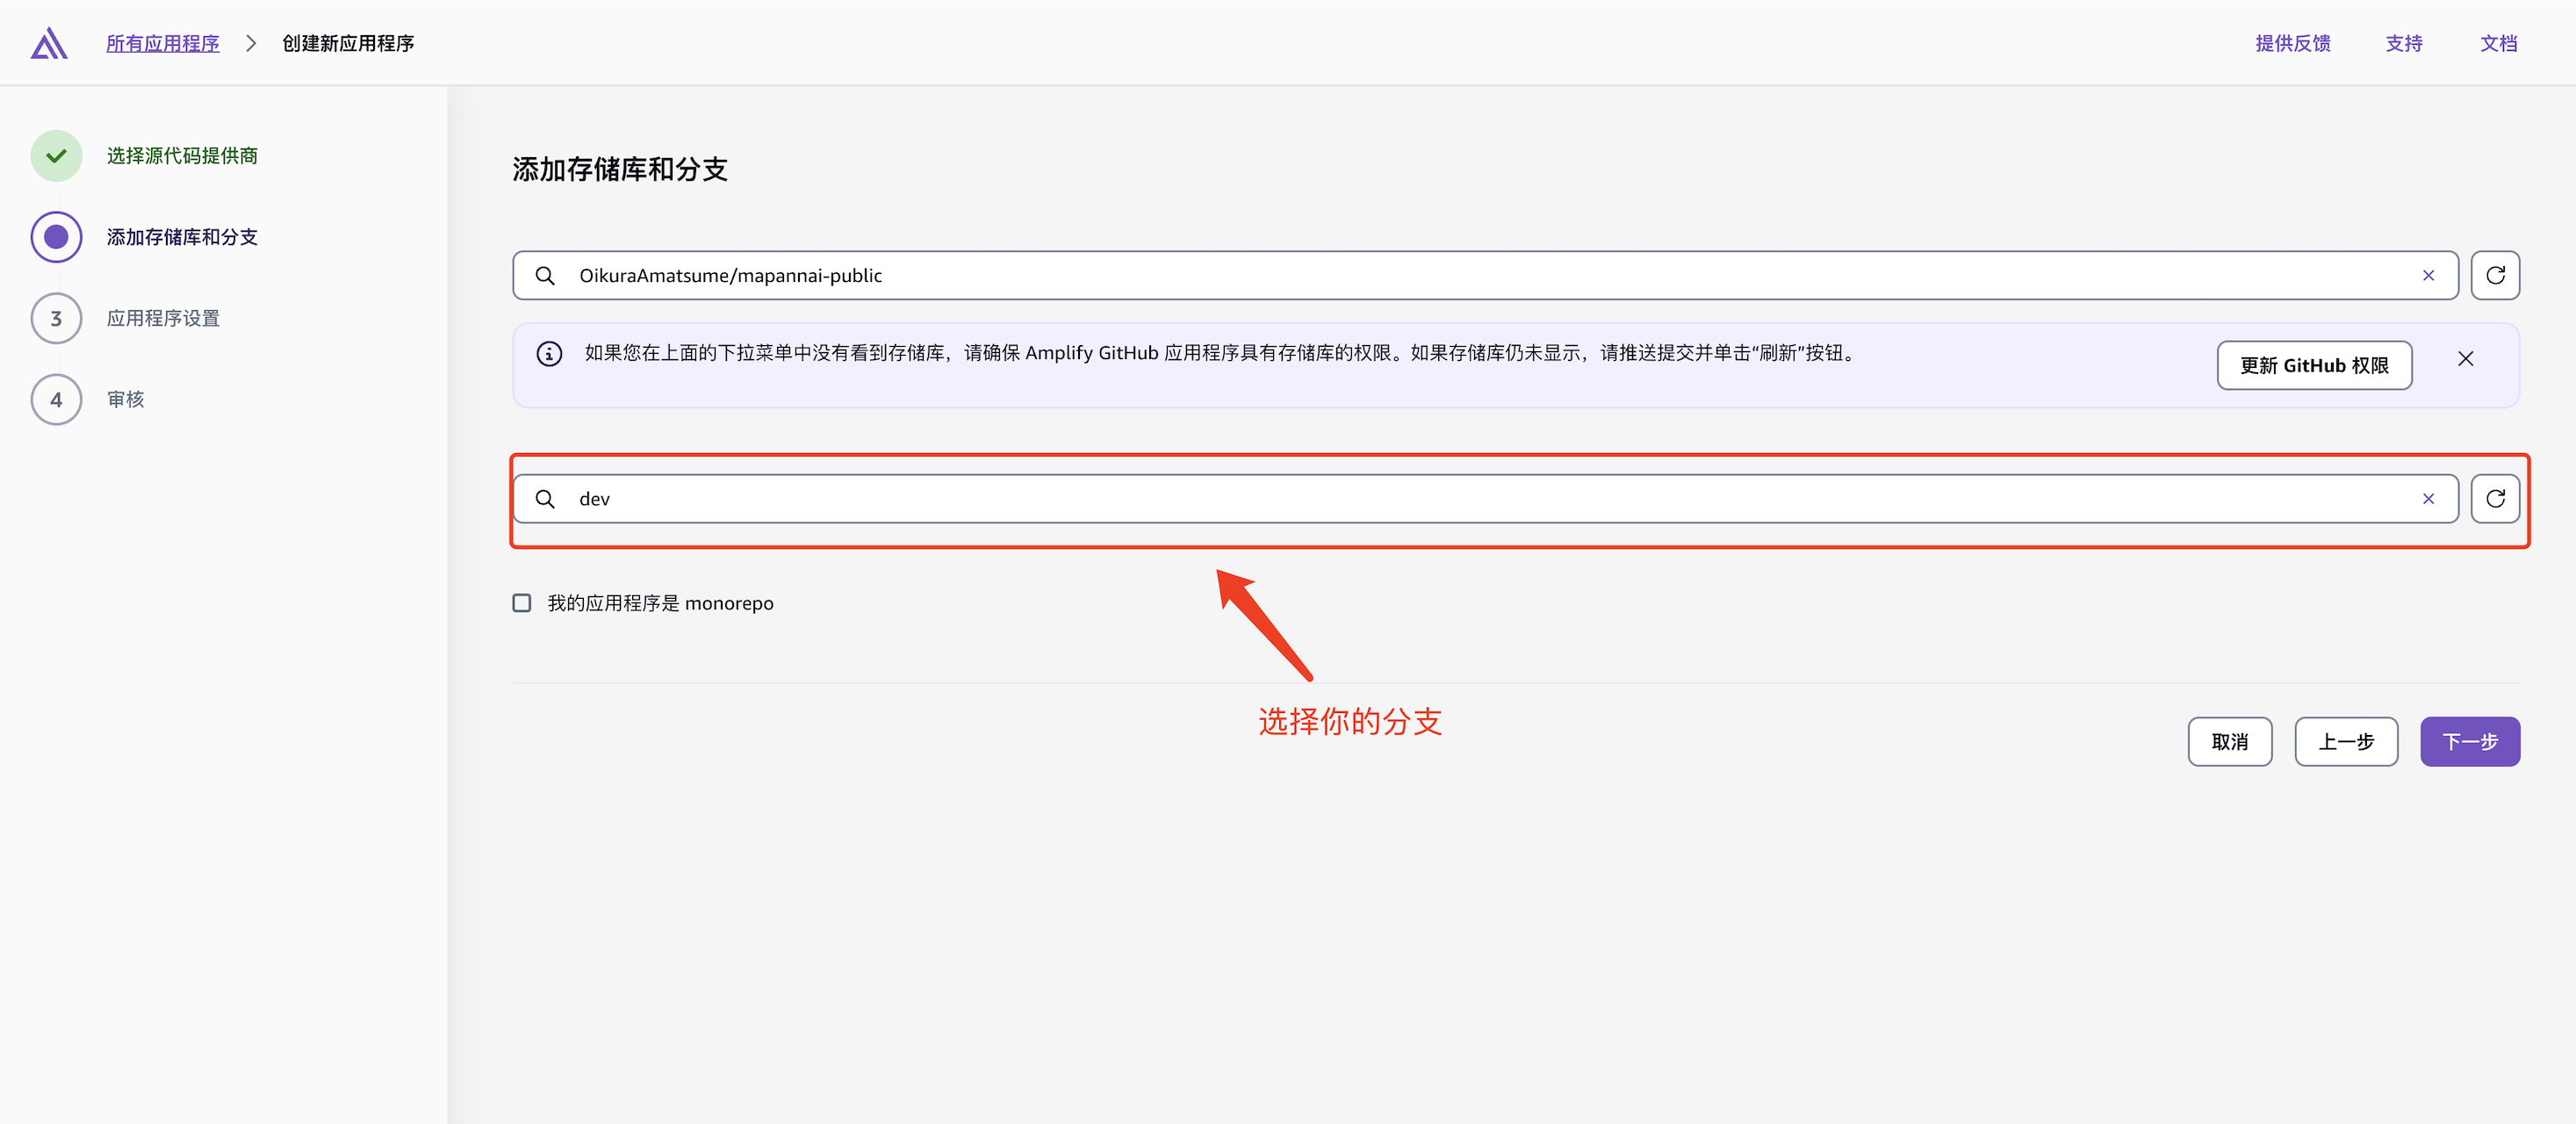 所有应用程序
创建新应用程序
提供反馈
支持
文档
选择源代码提供商
添加存储库和分支
3
应用程序设置
4
审核
添加存储库和分支
OikuraAmatsume/mapannai-public
如果您在上面的下拉菜单中没有看到存储库，请确保 Amplify GitHub 应用程序具有存储库的权限。如果存储库仍未显示，请推送提交并单击“刷新”按钮。
更新 GitHub 权限
dev
我的应用程序是 monorepo
选择你的分支
取消
上一步
下一步